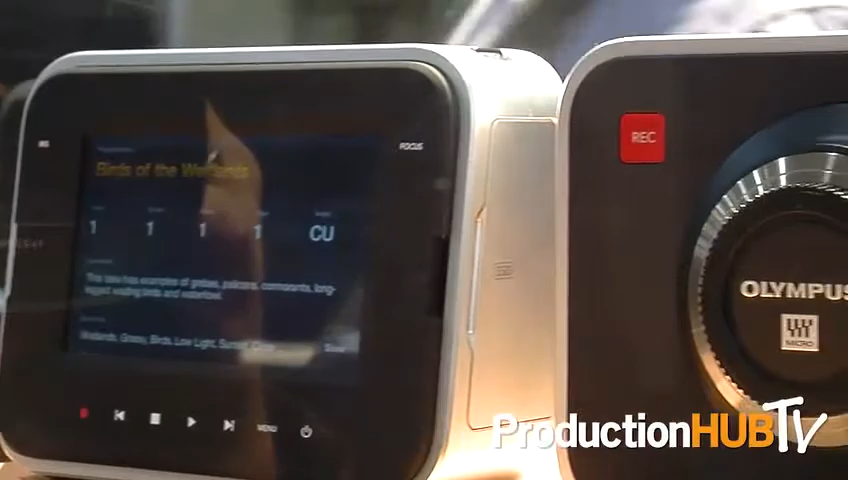 FOCUS
Birds of the Wetlands
1 1 1 1 CU
This take has examples of grebes, pelicans, cormorants, long-
legged wading birds and waterfowl.
Wetlands, Grassy, Birds, Low Light, Sunset
MENU
REC
OLYMPUS
MICRO
ProductionHUBTV